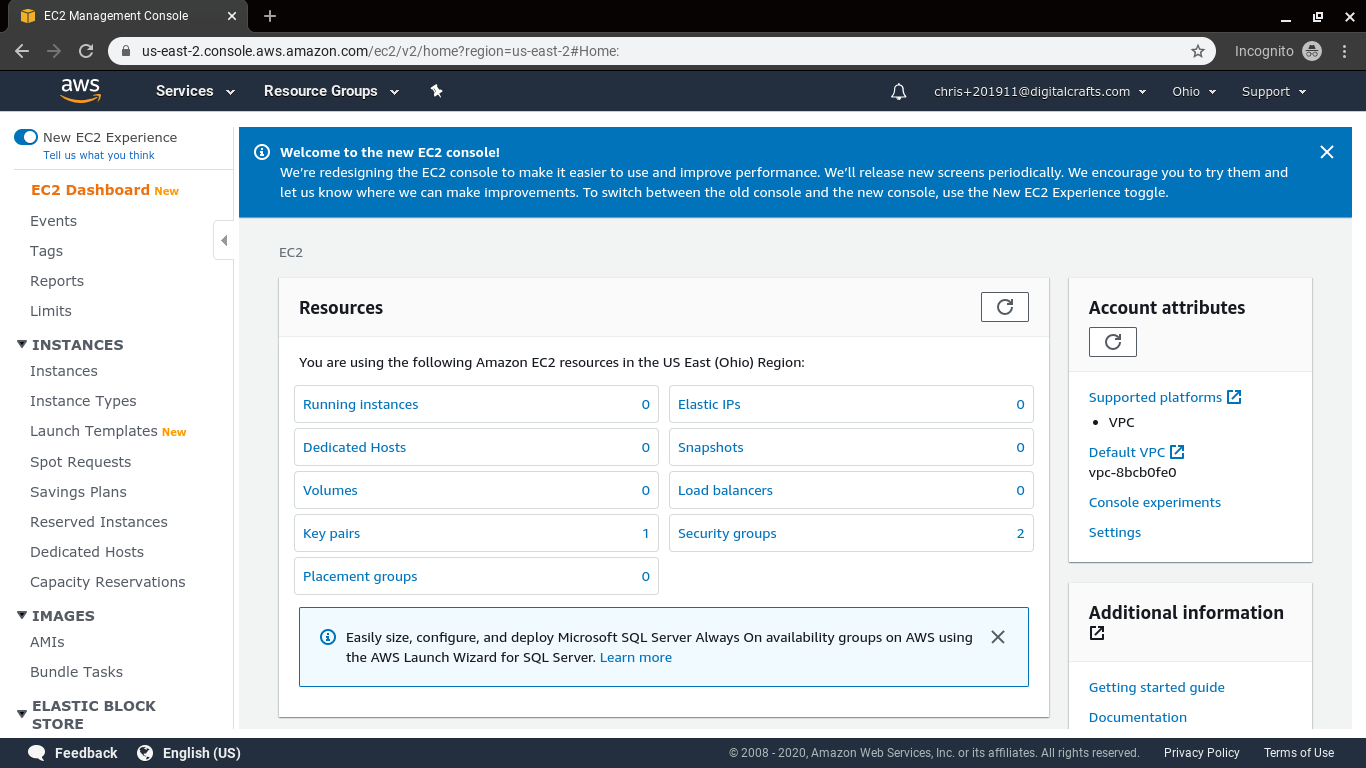 EC2 Management Console
us-east-2.console.aws.amazon.com/ec2/v2/home?region=us-east-2#Home:
Incognito
aws
Services
Resource Groups
chris+201911@digitalcrafts.com
Ohio
Support
New EC2 Experience
Tell us what you think
EC2 Dashboard New
Events
Tags
Reports
Limits
INSTANCES
Instances
Instance Types
Launch Templates New
Spot Requests
Savings Plans
Reserved Instances
Dedicated Hosts
Capacity Reservations
IMAGES
AMIs
Bundle Tasks
ELASTIC BLOCK
STORE
Welcome to the new EC2 console!
We're redesigning the EC2 console to make it easier to use and improve performance. We'll release new screens periodically. We encourage you to try them and
let us know where we can make improvements. To switch between the old console and the new console, use the New EC2 Experience toggle.
EC2
Resources
You are using the following Amazon EC2 resources in the US East (Ohio) Region:
Running instances 0
Elastic IPs 0
Dedicated Hosts 0
Snapshots 0
Volumes 0
Load balancers 0
Key pairs 1
Security groups 2
Placement groups 0
Easily size, configure, and deploy Microsoft SQL Server Always On availability groups on AWS using
the AWS Launch Wizard for SQL Server. Learn more
Account attributes
Supported platforms
• VPC
Default VPC
vpc-8bcb0fe0
Console experiments
Settings
Additional information
Getting started guide
Documentation
Feedback
English (US)
© 2008 - 2020, Amazon Web Services, Inc. or its affiliates. All rights reserved.
Privacy Policy
Terms of Use